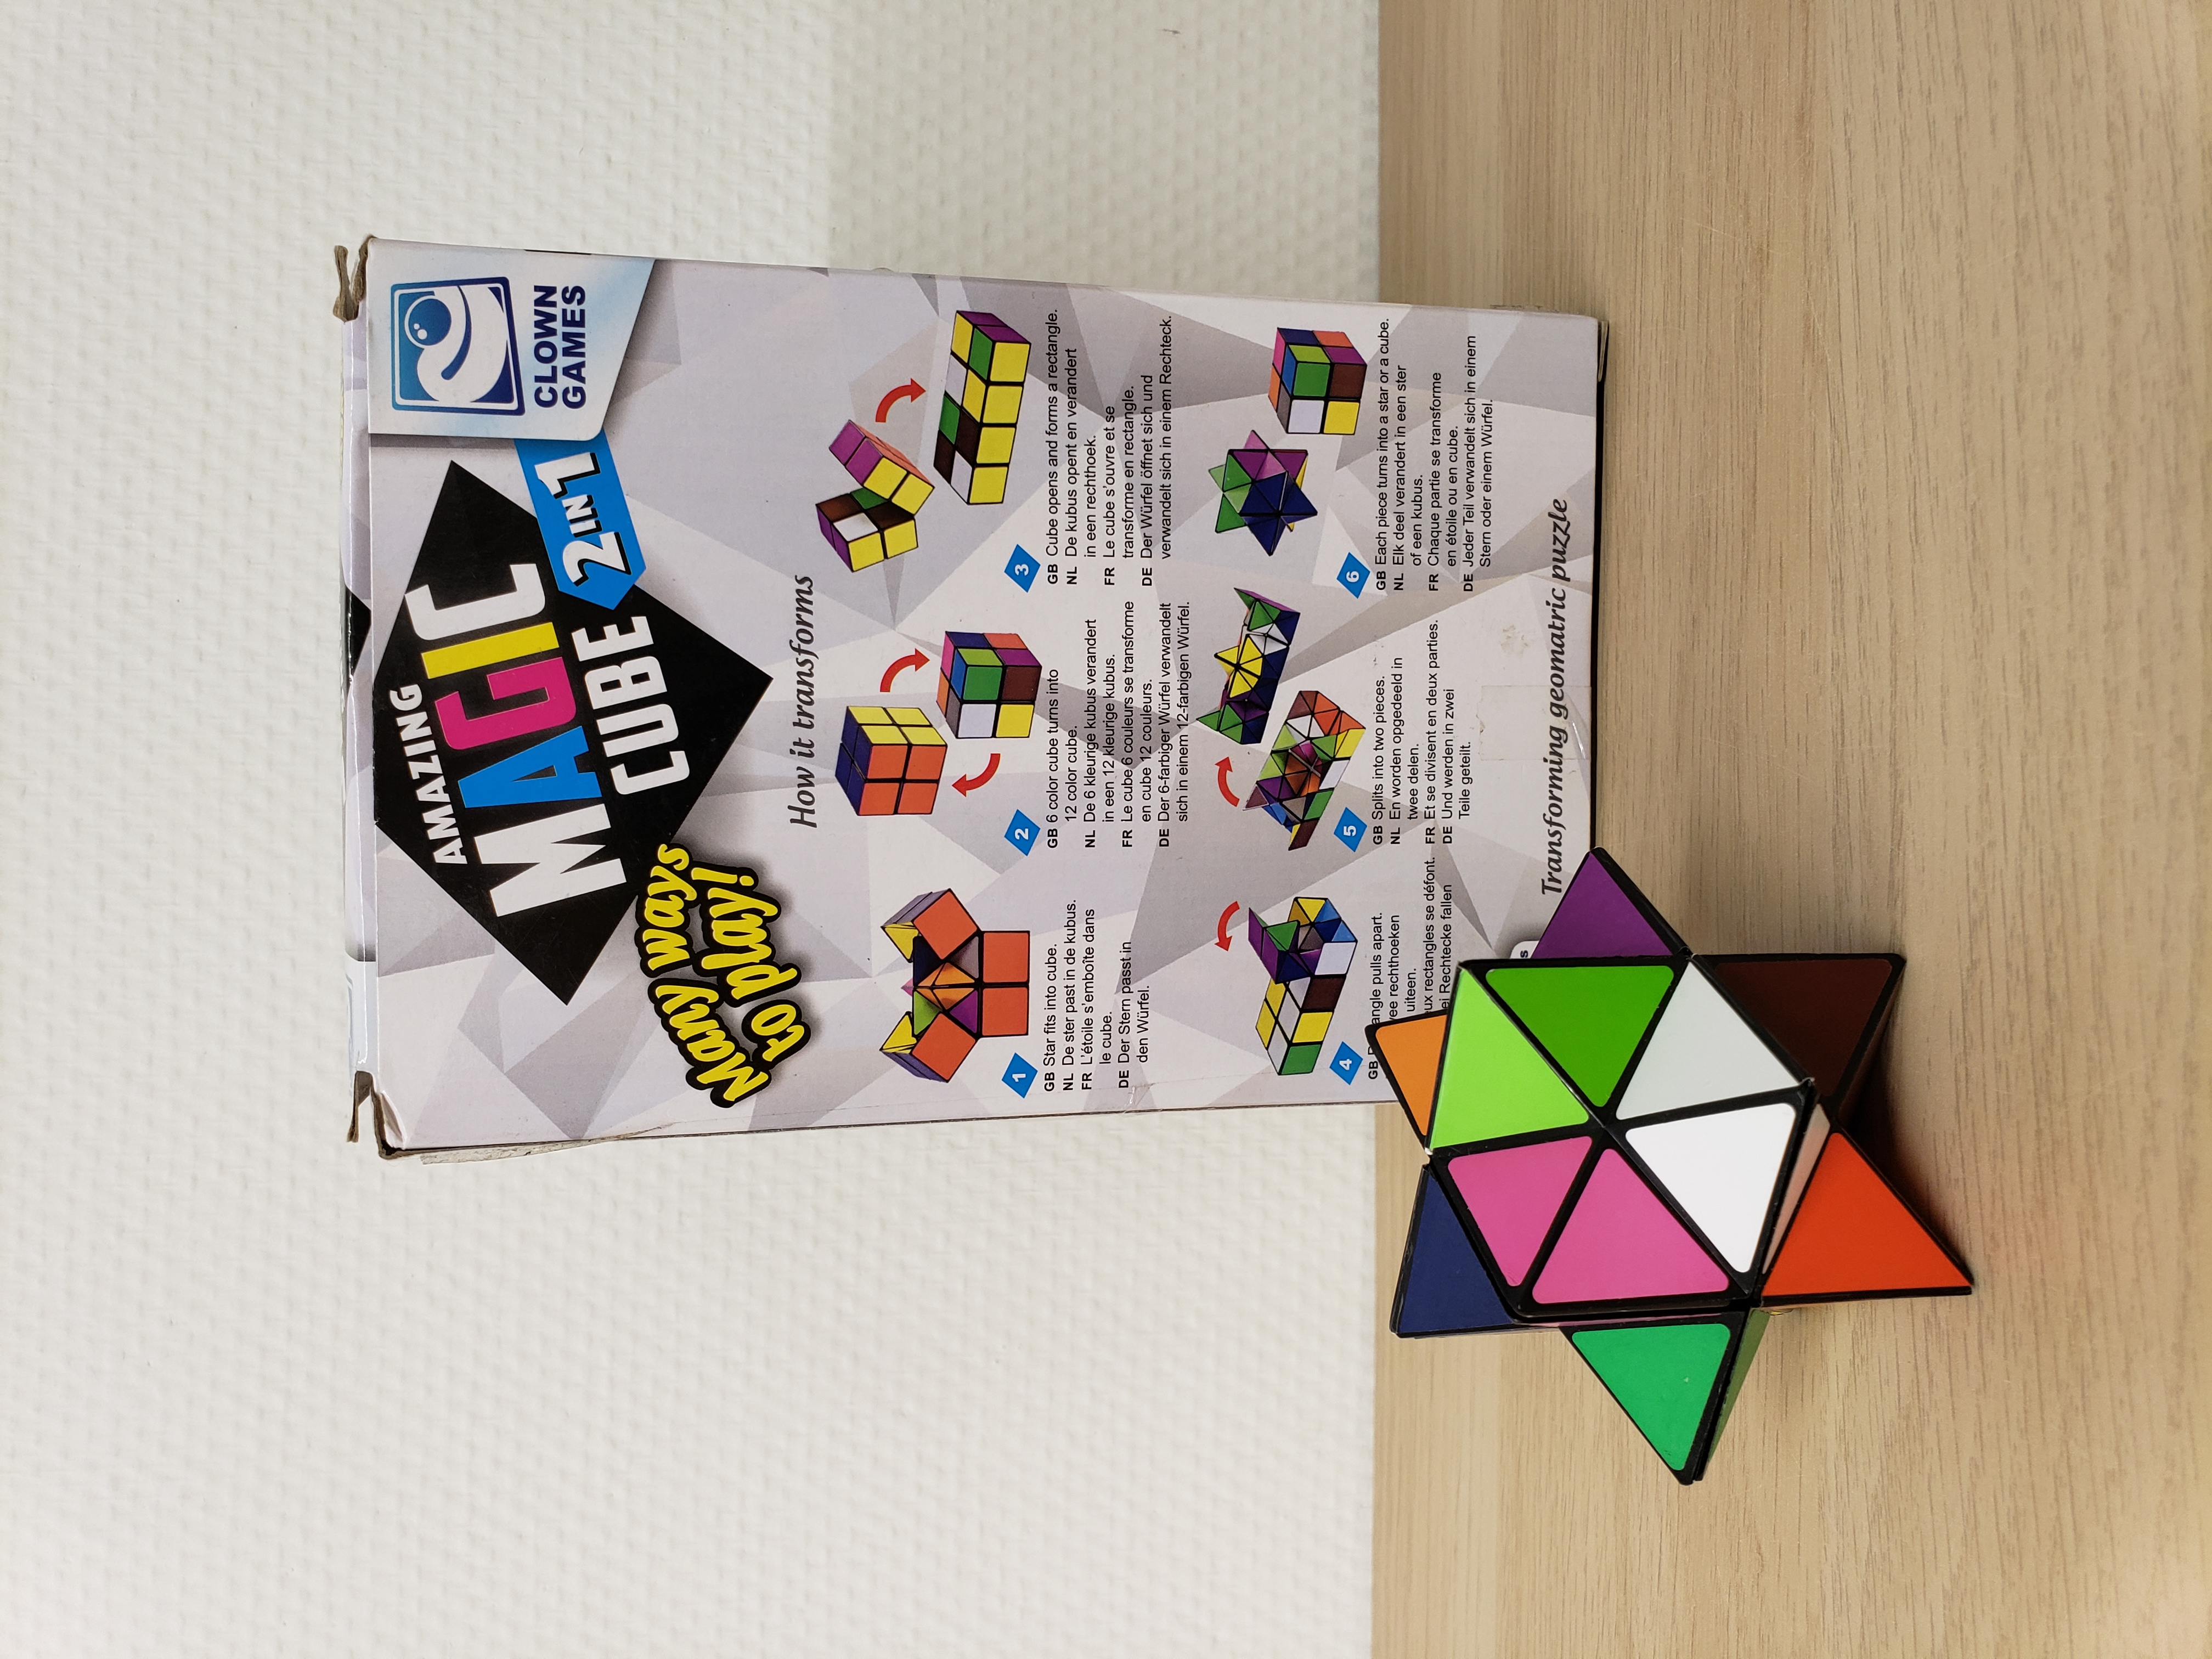 AMAZING
MAGIC
CUBE
2 IN 1
CLOWN
GAMES
Many ways
to play!
How it transforms
1
GB Star fits into cube.
NL De ster past in de kubus.
FR L'étoile s'emboîte dans
le cube.
DE Der Stern passt in
den Würfel.
2
GB 6 color cube turns into
12 color cube.
NL De 6 kleurige kubus verandert
in een 12 kleurige kubus.
FR Le cube 6 couleurs se transforme
en cube 12 couleurs.
DE Der 6-farbiger Würfel verwandelt
sich in einem 12-farbigen Würfel.
3
GB Cube opens and forms a rectangle.
NL De kubus opent en verandert
in een rechthoek.
FR Le cube s'ouvre et se
transforme en rectangle.
DE Der Würfel öffnet sich und
verwandelt sich in einem Rechteck.
4
GB pulls apart.
rechthoeken
uiteen.
rectangles se défont.
Rechtecke fallen
5
GB Splits into two pieces.
NL En worden opgedeeld in
twee delen.
FR Et se divisent en deux parties.
DE Und werden in zwei
Teile geteilt.
6
GB Each piece turns into a star or a cube.
NL Elk deel verandert in een ster
of een kubus.
FR Chaque partie se transforme
en étoile ou en cube.
DE Jeder Teil verwandelt sich in einem
Stern oder einem Würfel.
Transforming geomatric puzzle